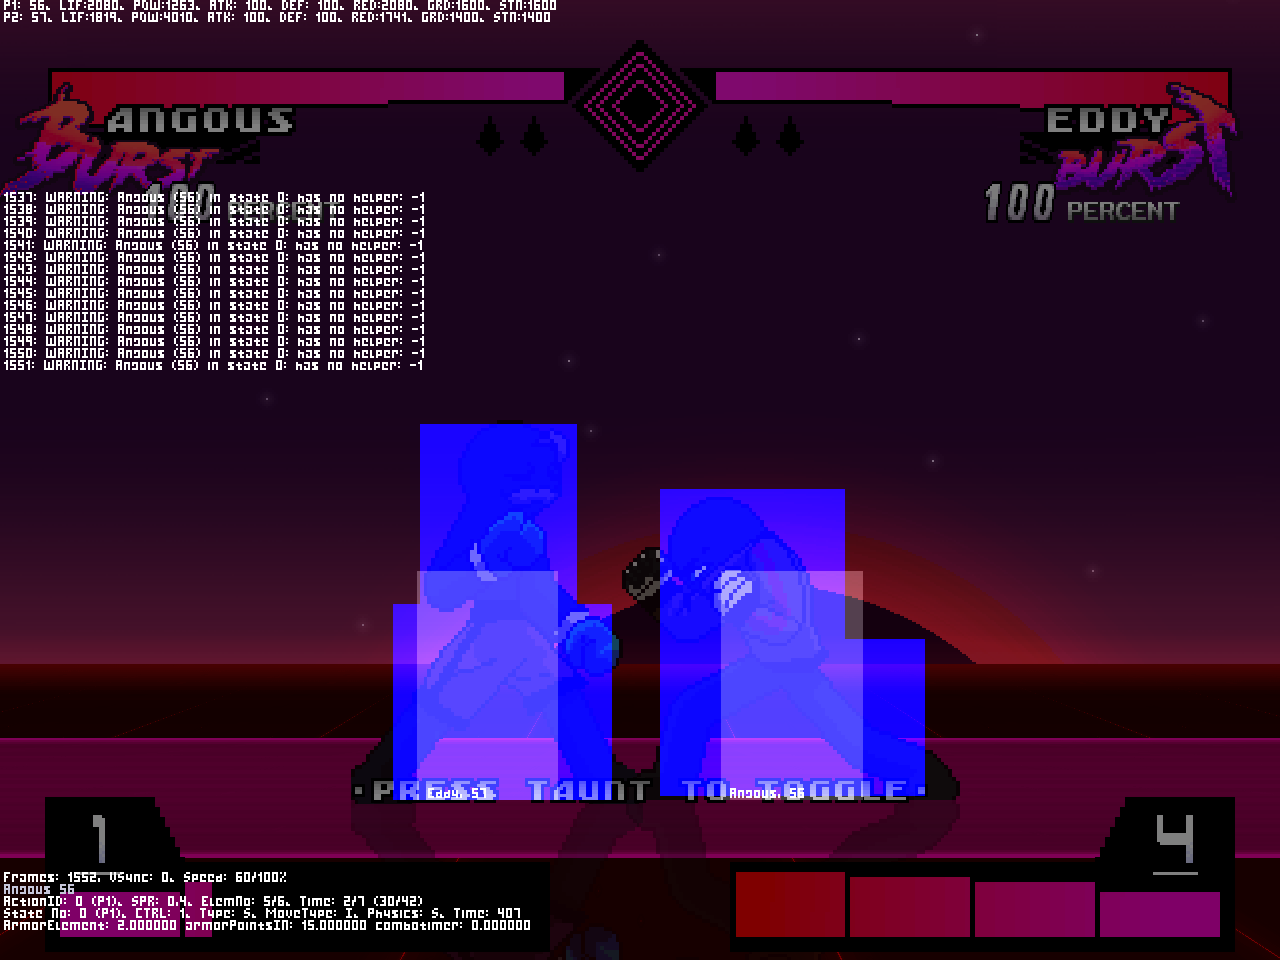 P1: 56, LIF:2080, POW:1263, ATK: 100, DEF: 100, RED:2080, GRD:1600, STN:1600
P2: 57, LIF:1819, POW:4010, ATK: 100, DEF: 100, RED:1741, GRD:1400, STN:1400
ANGOUS
EDDY
BURST
BURST
100 PERCENT
100 PERCENT
1537: WARNING: Angous (56) in state 0: has no helper: -1
1538: WARNING: Angous (56) in state 0: has no helper: -1
1539: WARNING: Angous (56) in state 0: has no helper: -1
1540: WARNING: Angous (56) in state 0: has no helper: -1
1541: WARNING: Angous (56) in state 0: has no helper: -1
1542: WARNING: Angous (56) in state 0: has no helper: -1
1543: WARNING: Angous (56) in state 0: has no helper: -1
1544: WARNING: Angous (56) in state 0: has no helper: -1
1545: WARNING: Angous (56) in state 0: has no helper: -1
1546: WARNING: Angous (56) in state 0: has no helper: -1
1547: WARNING: Angous (56) in state 0: has no helper: -1
1548: WARNING: Angous (56) in state 0: has no helper: -1
1549: WARNING: Angous (56) in state 0: has no helper: -1
1550: WARNING: Angous (56) in state 0: has no helper: -1
1551: WARNING: Angous (56) in state 0: has no helper: -1
· PRESS TAUNT TO TOGGLE ·
Eddy, 57
Angous, 56
1
4
Frames: 1552, VSync: 0, Speed: 60/100%
Angous 56
ActionID: 0 (P1), SPR: 0,4, ElemNo: 5/6, Time: 2/7 (30/42)
State No: 0 (P1), CTRL: 1, Type: S, MoveType: I, Physics: S, Time: 407
ArmorElement: 2.000000 armorPointsIN: 15.000000 combotimer: 0.000000